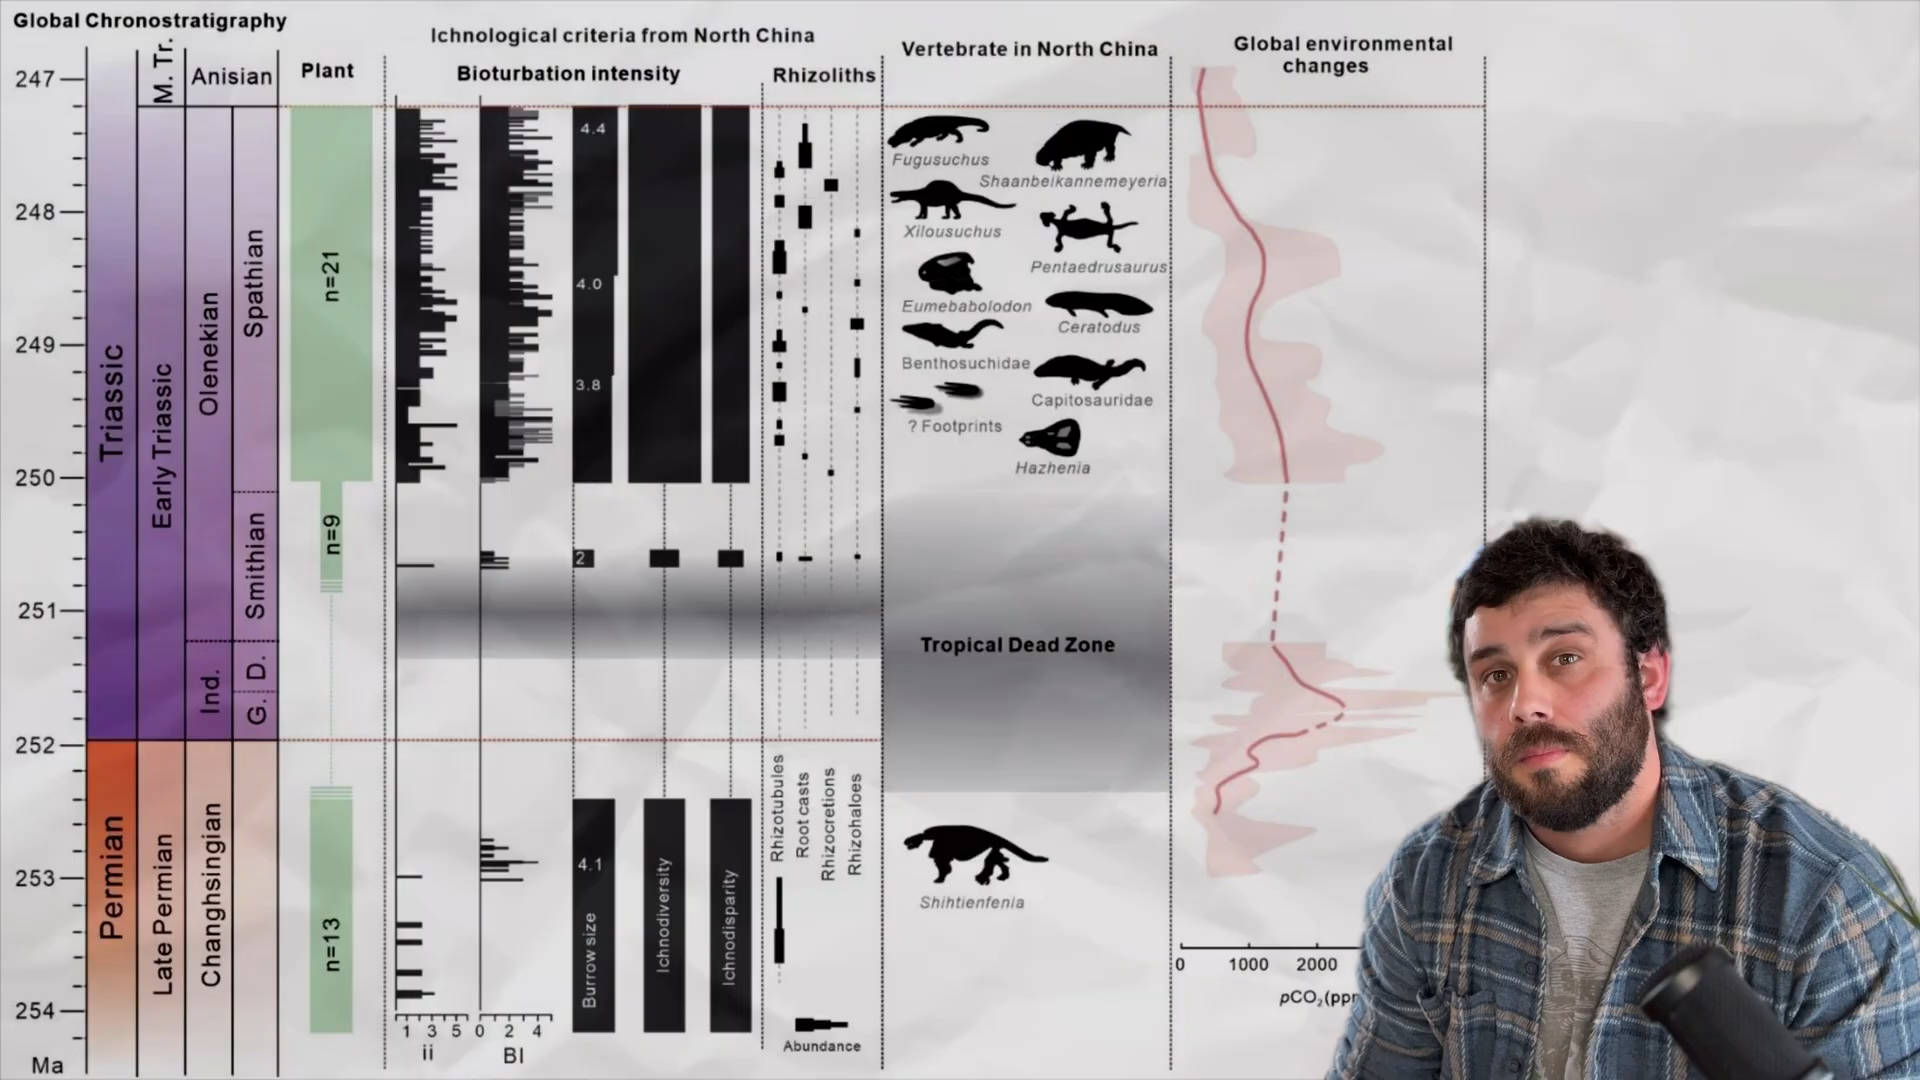 Global Chronostratigraphy
Ichnological criteria from North China
Vertebrate in North China
Global environmental
changes
M. Tr.
Anisian
Plant
Bioturbation intensity
Rhizoliths
247
248
249
250
251
252
253
254
Ma
Triassic
Permian
Early Triassic
Late Permian
Olenekian
Ind.
Changhsingian
Spathian
Smithian
D.
G.
n=21
n=9
n=13
4.4
4.0
3.8
2
4.1
Burrow size
Ichnodiversity
Ichnodisparity
Rhizotubules
Root casts
Rhizocretions
Rhizohaloes
Abundance
1 3 5
ii
0 2 4
BI
Fugusuchus
Shaanbeikannemeyeria
Xilousuchus
Pentaedrusaurus
Eumebabolodon
Ceratodus
Benthosuchidae
Capitosauridae
? Footprints
Hazhenia
Tropical Dead Zone
Shihtienfenia
0 1000 2000
pCO₂(ppm